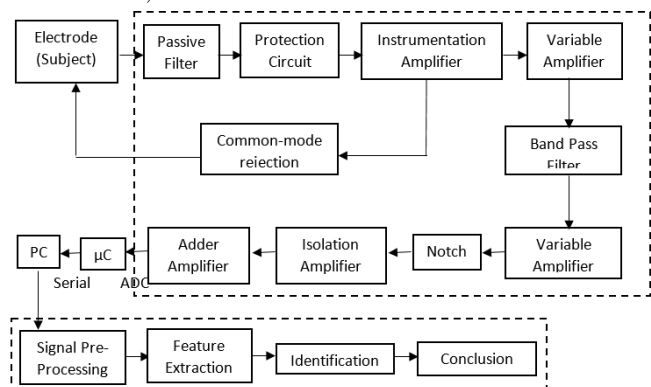 Electrode
(Subject)
Passive
Filter
Protection
Circuit
Instrumentation
Amplifier
Variable
Amplifier
Common-mode
rejection
Band Pass
Filter
PC
µC
Adder
Amplifier
Isolation
Amplifier
Notch
Variable
Amplifier
Serial
ADC
Signal Pre-
Processing
Feature
Extraction
Identification
Conclusion